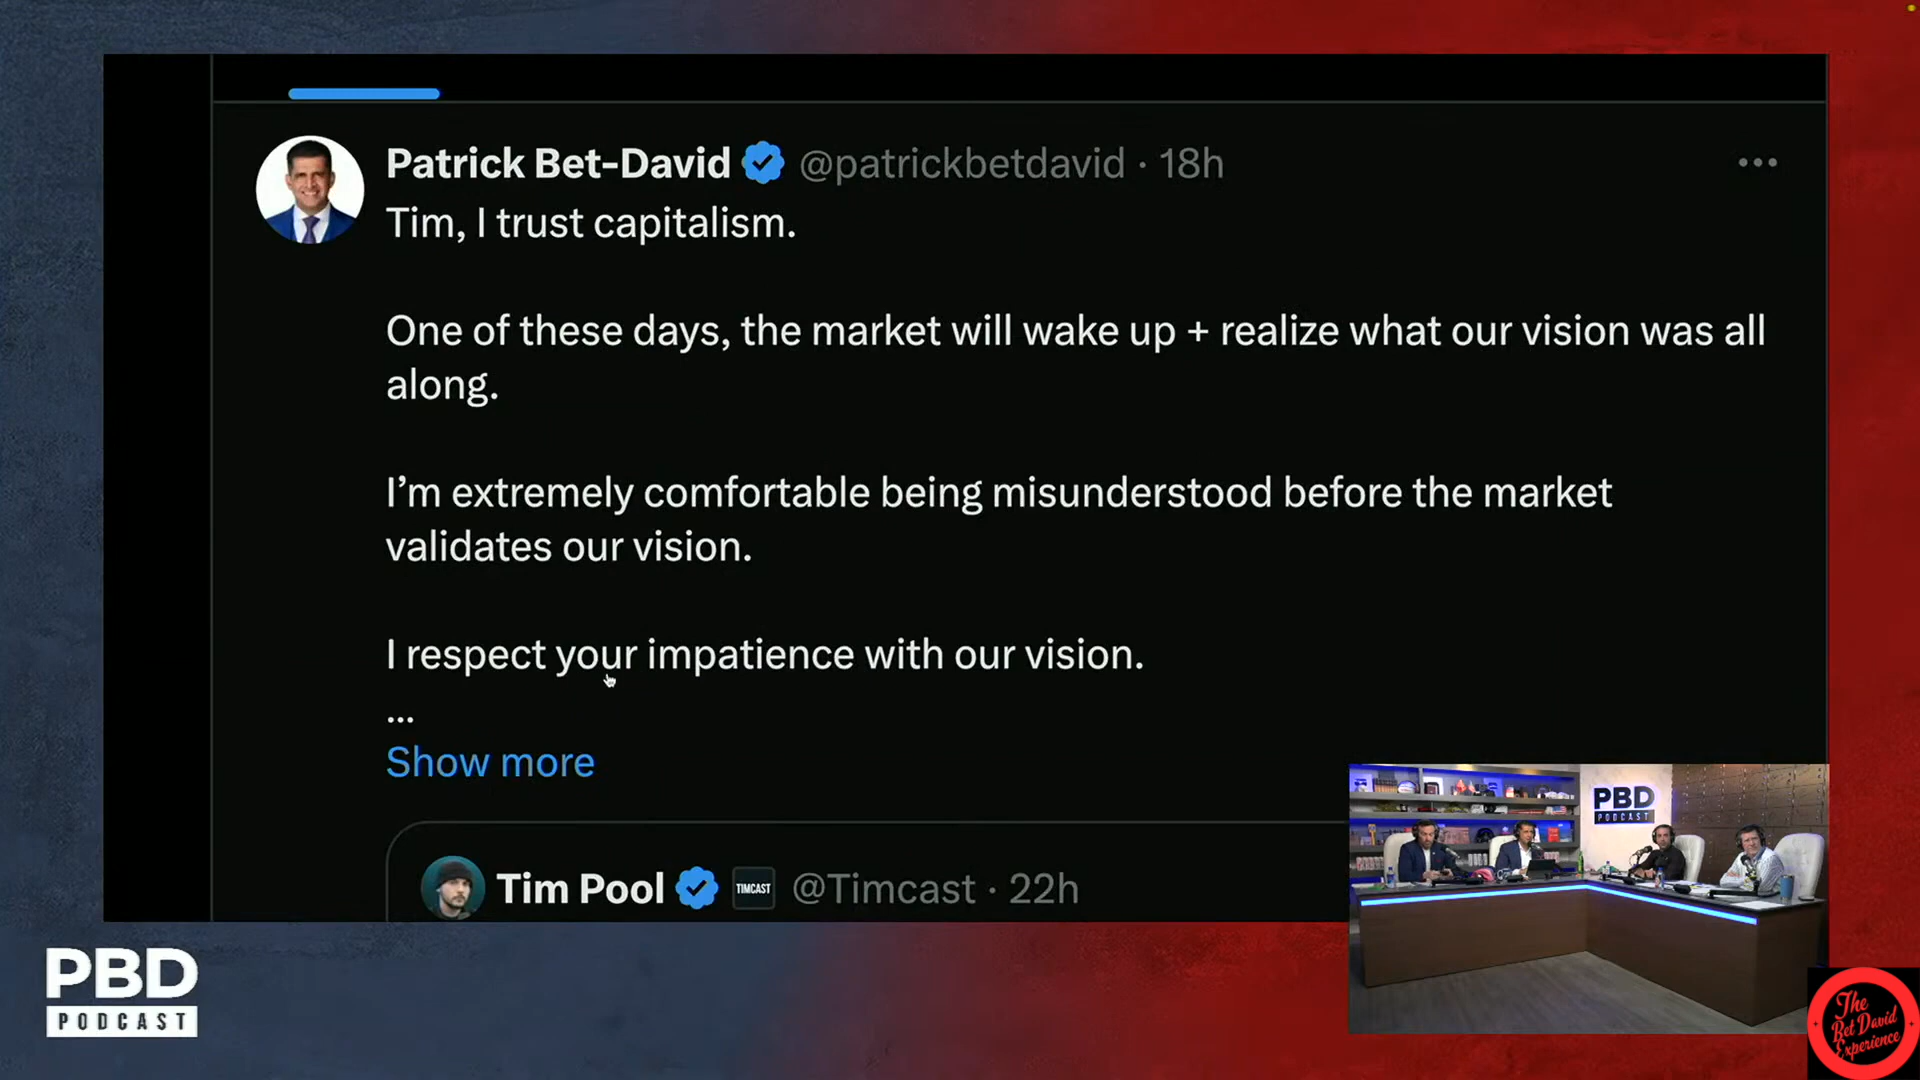 Patrick Bet-David @patrickbetdavid · 18h
Tim, I trust capitalism.
One of these days, the market will wake up + realize what our vision was all
along.
I’m extremely comfortable being misunderstood before the market
validates our vision.
I respect your impatience with our vision.
...
Show more
Tim Pool TIMCAST @Timcast · 22h
PBD
PODCAST
PBD
PODCAST
The
Bet David
Experience